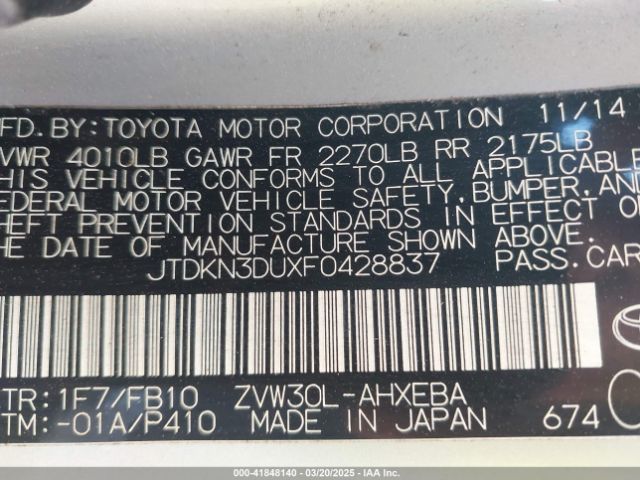 11/14
FD. BY: TOYOTA MOTOR CORPORATION
VWR 4010LB GAWR FR 2270LB RR 2175LB
HIS VEHICLE CONFORMS TO ALL APPLICABLE
EDERAL MOTOR VEHICLE SAFETY, BUMPER, AND
HEFT PREVENTION STANDARDS IN EFFECT ON
HE DATE OF MANUFACTURE SHOWN ABOVE.
JTDKN3DUXF0428837 PASS. CAR
TR: 1F7/FB10 ZVW30L-AHXEBA
TM: -01A/P410 MADE IN JAPAN 674
000-41848140 — 03/20/2025 — IAA Inc.